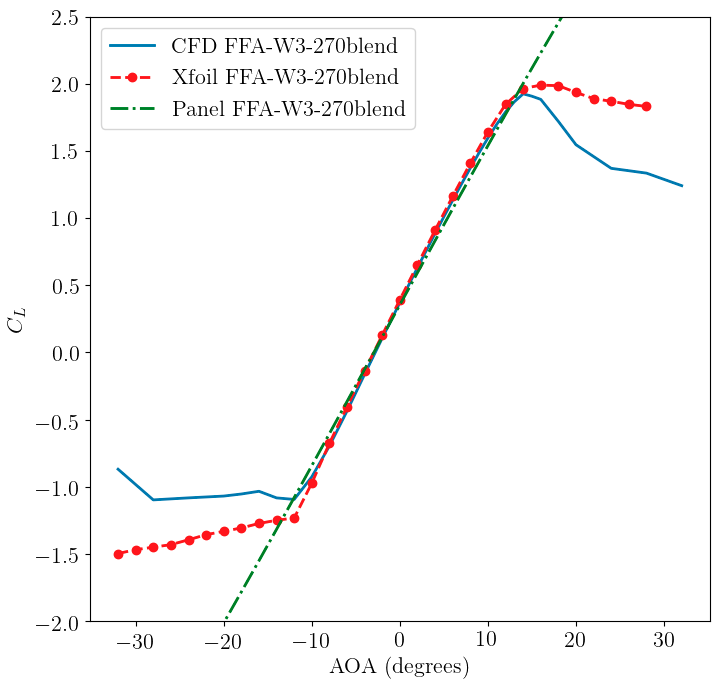 CFD FFA-W3-270blend
Xfoil FFA-W3-270blend
Panel FFA-W3-270blend
2.5
2.0
1.5
1.0
0.5
0.0
−0.5
−1.0
−1.5
−2.0
C_L
−30 −20 −10 0 10 20 30
AOA (degrees)